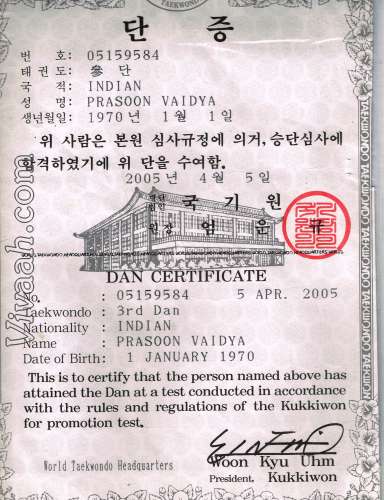 TAEKWONDO
단 증
번 호: 05159584
태 권 도: 參 단
국 적: INDIAN
성 명: PRASOON VAIDYA
생년월일: 1970 년 1 월 1 일
위 사람은 본원 심사규정에 의거, 승단심사에
합격하였기에 위 단을 수여함.
2005 년 4 월 5 일
국 기 원
원장 엄 운 규
DAN CERTIFICATE
No. : 05159584 5 APR. 2005
Taekwondo : 3rd Dan
Nationality : INDIAN
Name : PRASOON VAIDYA
Date of Birth: 1 JANUARY 1970
This is to certify that the person named above has
attained the Dan at a test conducted in accordance
with the rules and regulations of the Kukkiwon
for promotion test.
World Taekwondo Headquarters
Woon Kyu Uhm
President, Kukkiwon
TAEKWONDO TAEKWONDO TAEKWONDO TAEKWONDO
Vivaah.com